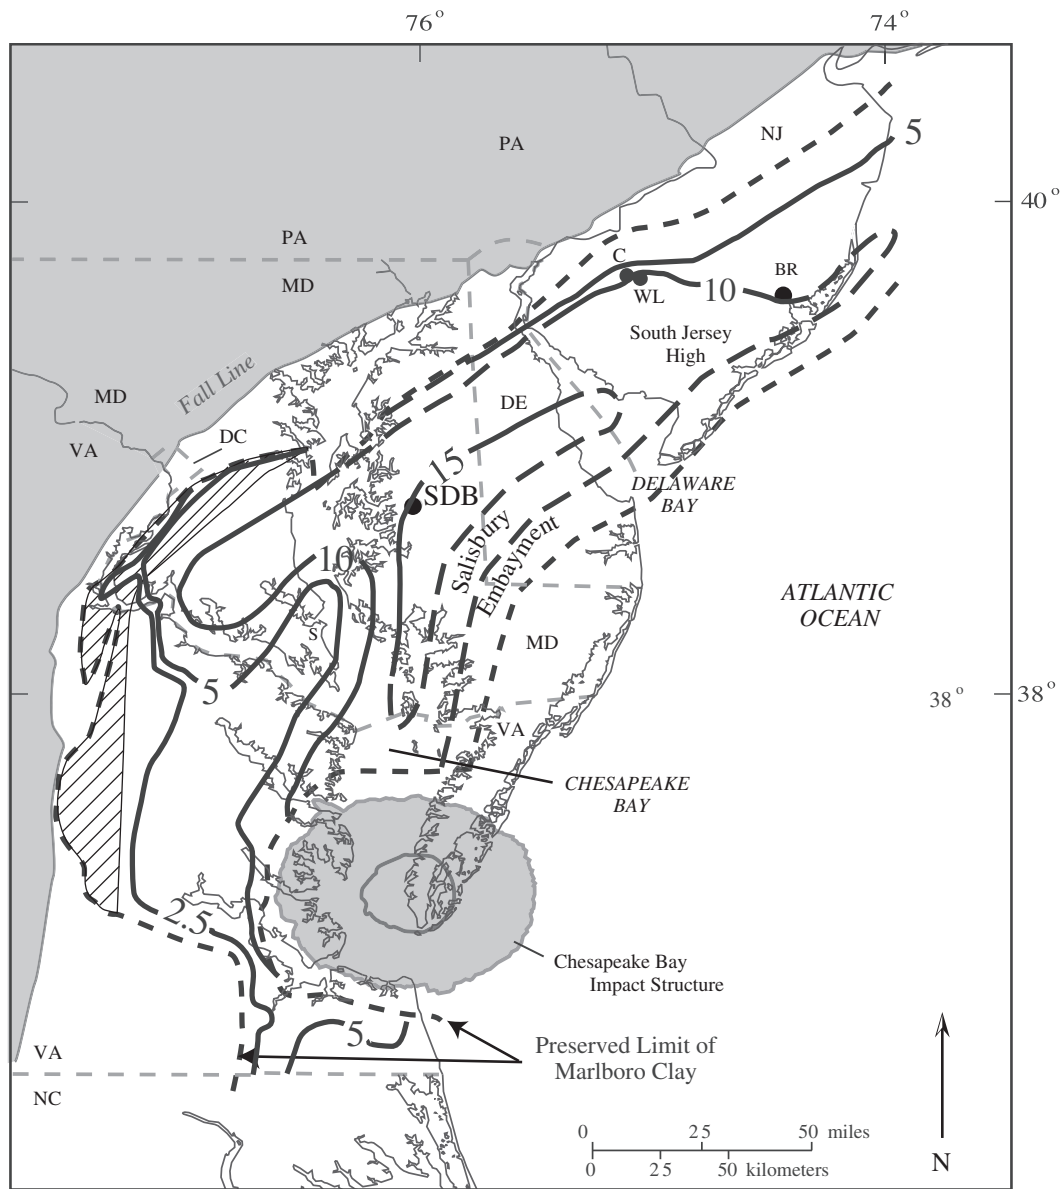 76°
74°
NJ
5
PA
40°
PA
C
BR
MD
WL
10
South Jersey
High
Fall Line
MD
DE
DC
VA
15
SDB
DELAWARE
BAY
Salisbury
Embayment
10
ATLANTIC
OCEAN
S
MD
5
38°
38°
VA
CHESAPEAKE
BAY
2.5
Chesapeake Bay
Impact Structure
5
Preserved Limit of
Marlboro Clay
VA
NC
0 25 50 miles
0 25 50 kilometers
N